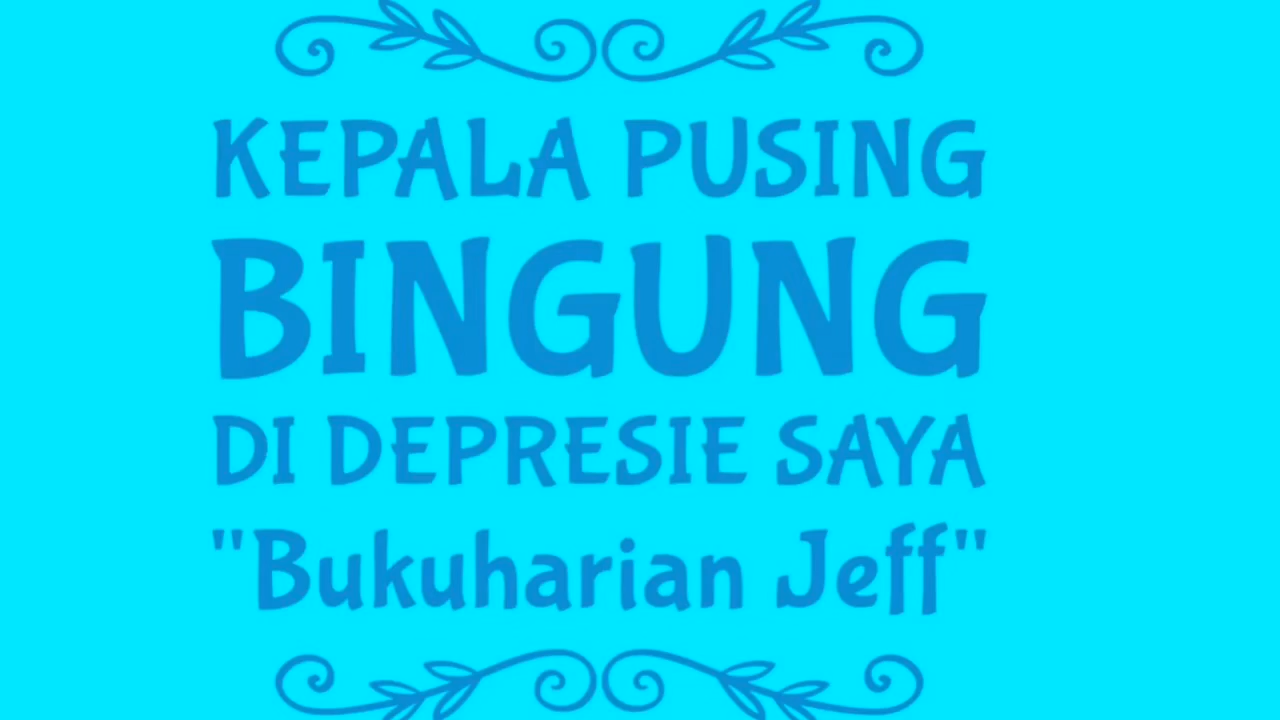 KEPALA PUSING
BINGUNG
DI DEPRESIE SAYA
"Bukuharian Jeff"